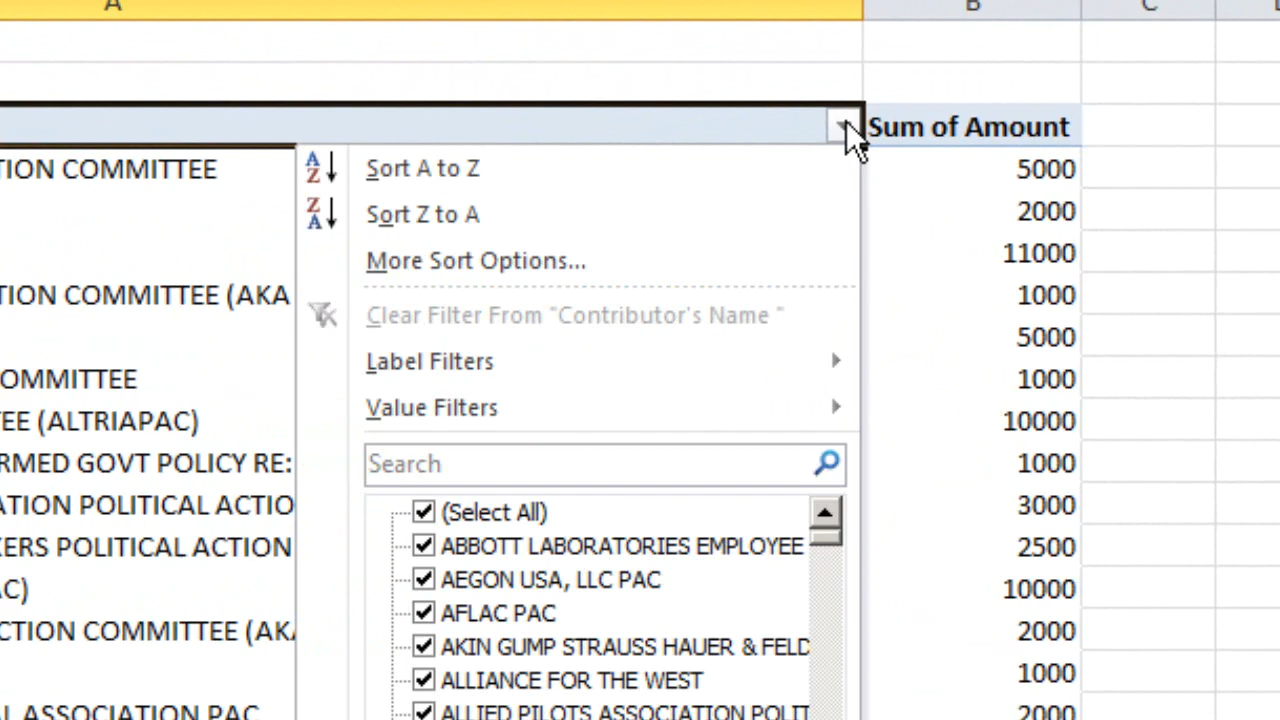 A B C
Sum of Amount
TION COMMITTEE 5000
2000
11000
TION COMMITTEE (AKA 1000
5000
OMMITTEE 1000
EE (ALTRIAPAC) 10000
RMED GOVT POLICY RE: 1000
ATION POLITICAL ACTIO 3000
KERS POLITICAL ACTION 2500
AC) 10000
CTION COMMITTEE (AKA 2000
1000
AL ASSOCIATION PAC 2000
Sort A to Z
Sort Z to A
More Sort Options...
Clear Filter From "Contributor's Name "
Label Filters
Value Filters
Search
(Select All)
ABBOTT LABORATORIES EMPLOYEE
AEGON USA, LLC PAC
AFLAC PAC
AKIN GUMP STRAUSS HAUER & FELD
ALLIANCE FOR THE WEST
ALLIED PILOTS ASSOCIATION POLIT